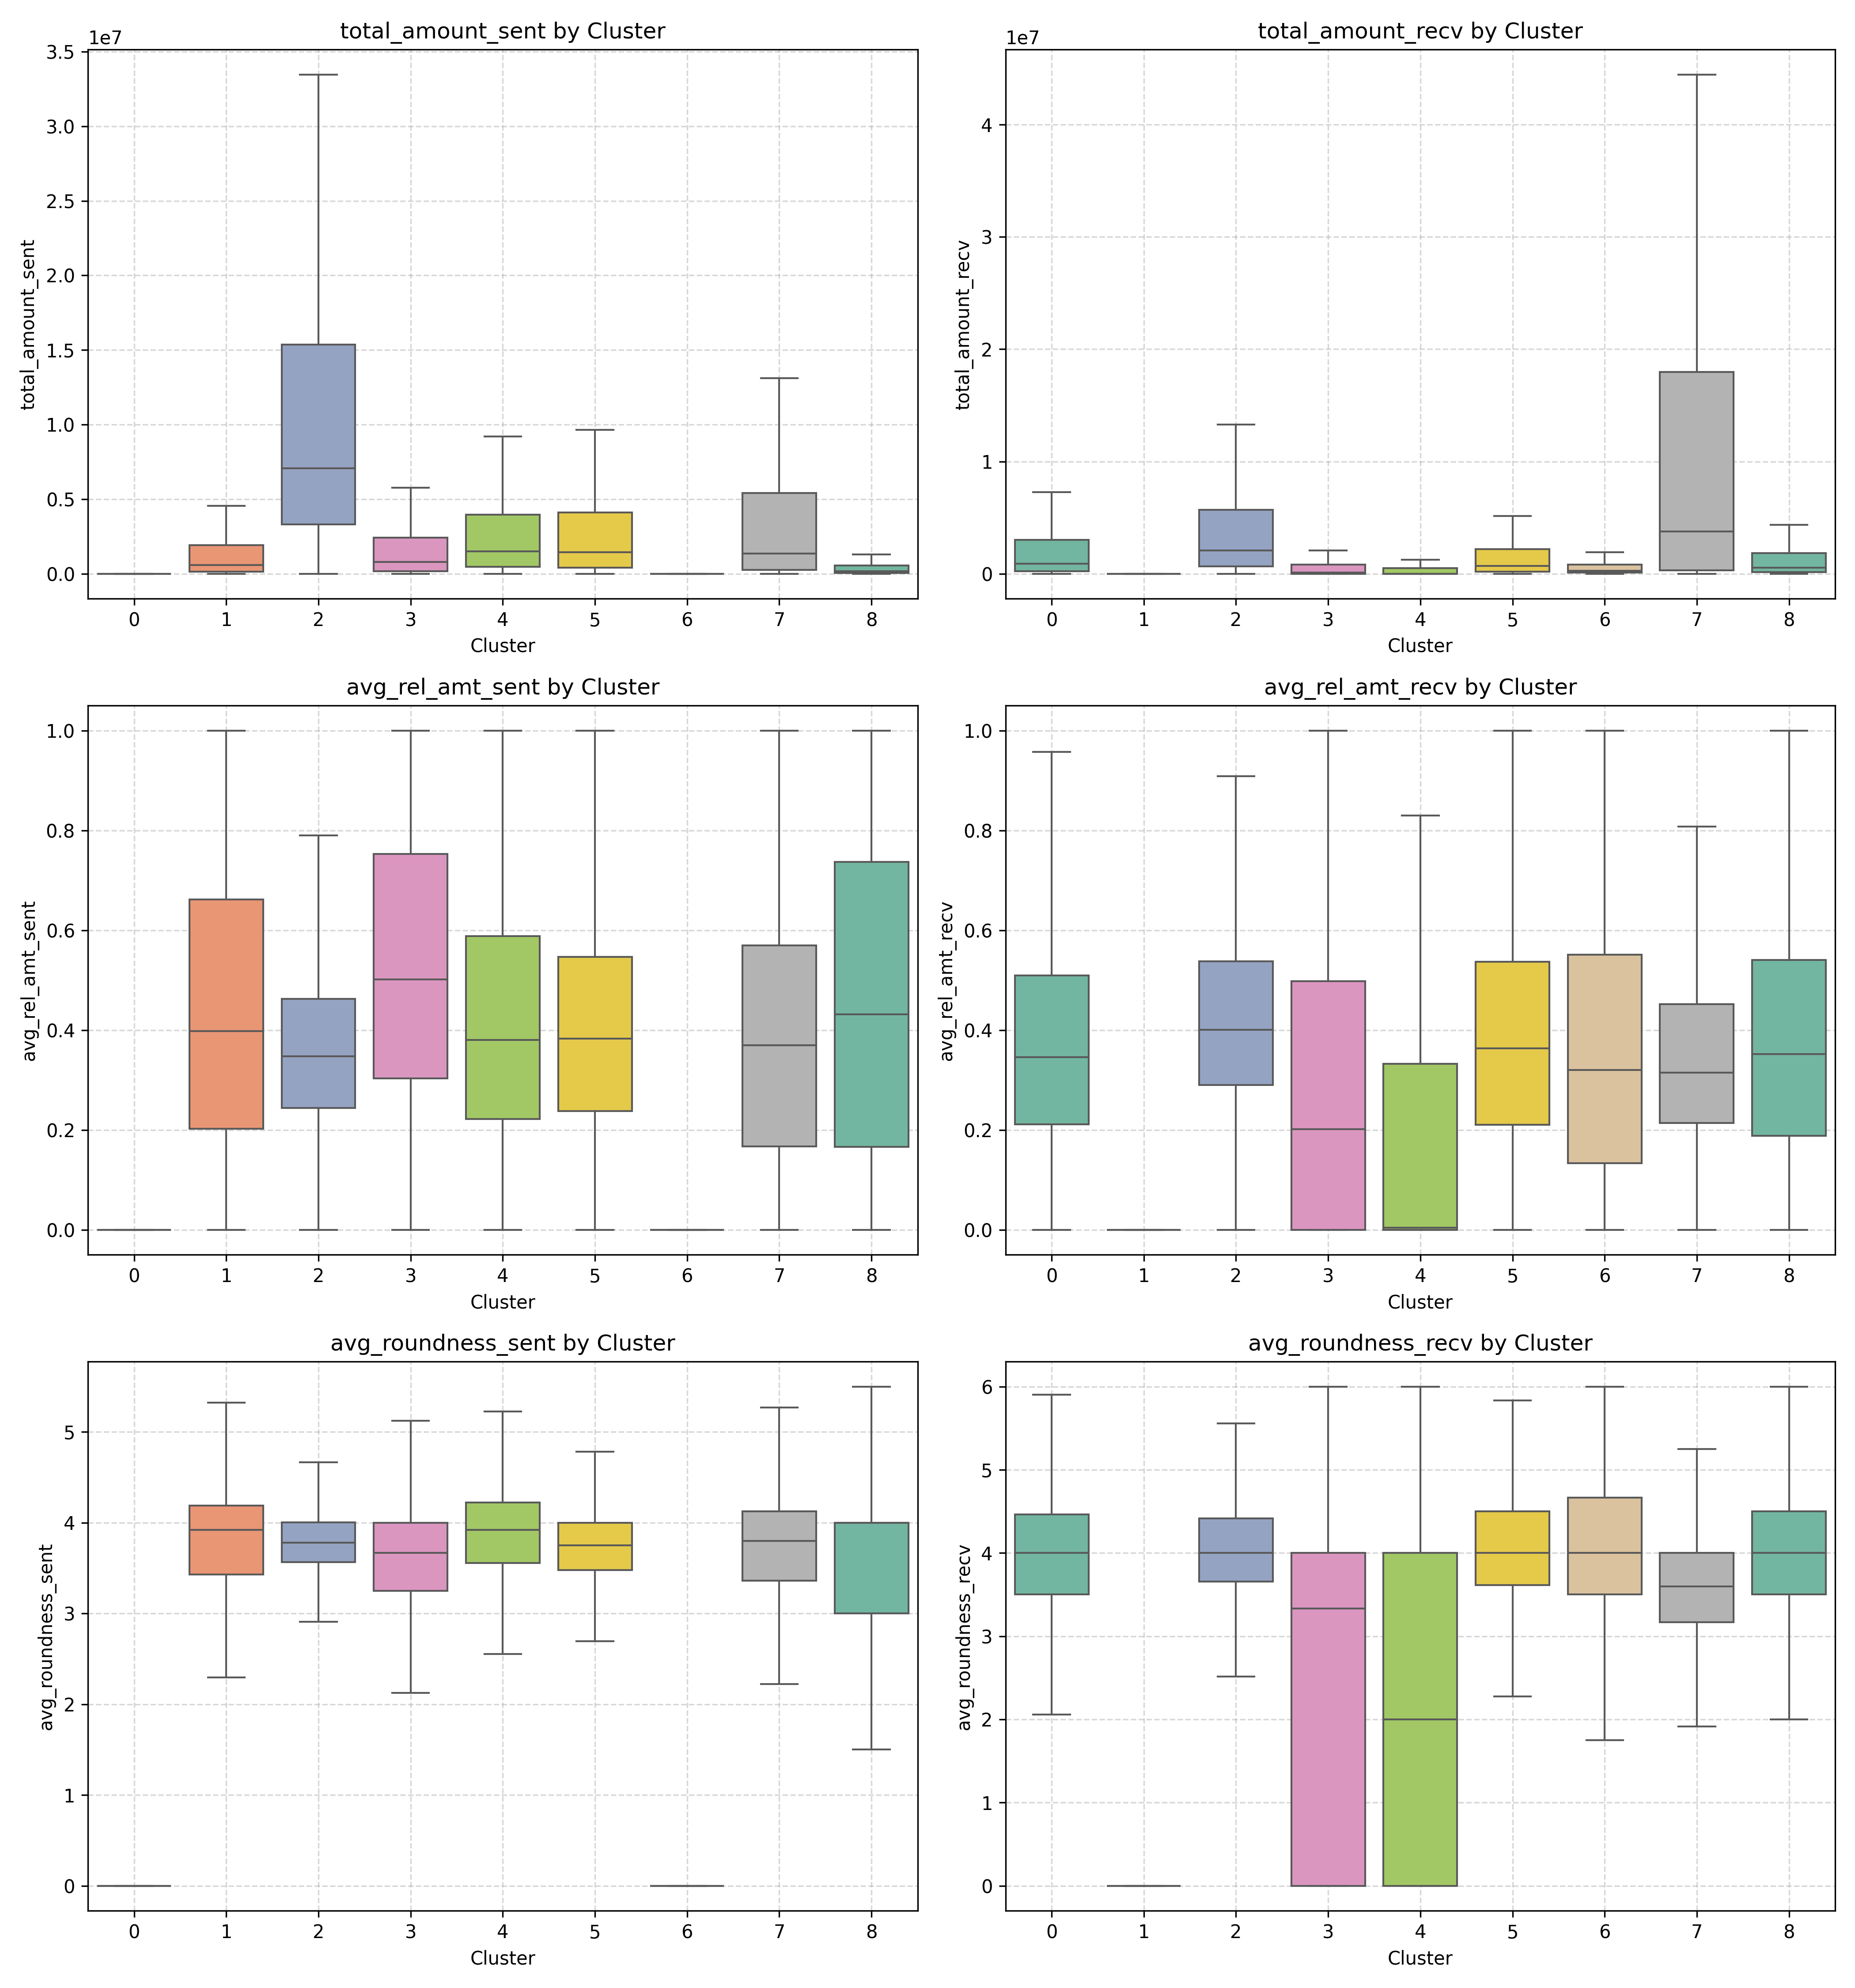 total_amount_sent by Cluster
1e7
3.5
3.0
2.5
2.0
1.5
1.0
0.5
0.0
total_amount_sent
0 1 2 3 4 5 6 7 8
Cluster
total_amount_recv by Cluster
1e7
4
3
2
1
0
total_amount_recv
0 1 2 3 4 5 6 7 8
Cluster
avg_rel_amt_sent by Cluster
1.0
0.8
0.6
0.4
0.2
0.0
avg_rel_amt_sent
0 1 2 3 4 5 6 7 8
Cluster
avg_rel_amt_recv by Cluster
1.0
0.8
0.6
0.4
0.2
0.0
avg_rel_amt_recv
0 1 2 3 4 5 6 7 8
Cluster
avg_roundness_sent by Cluster
5
4
3
2
1
0
avg_roundness_sent
0 1 2 3 4 5 6 7 8
Cluster
avg_roundness_recv by Cluster
6
5
4
3
2
1
0
avg_roundness_recv
0 1 2 3 4 5 6 7 8
Cluster